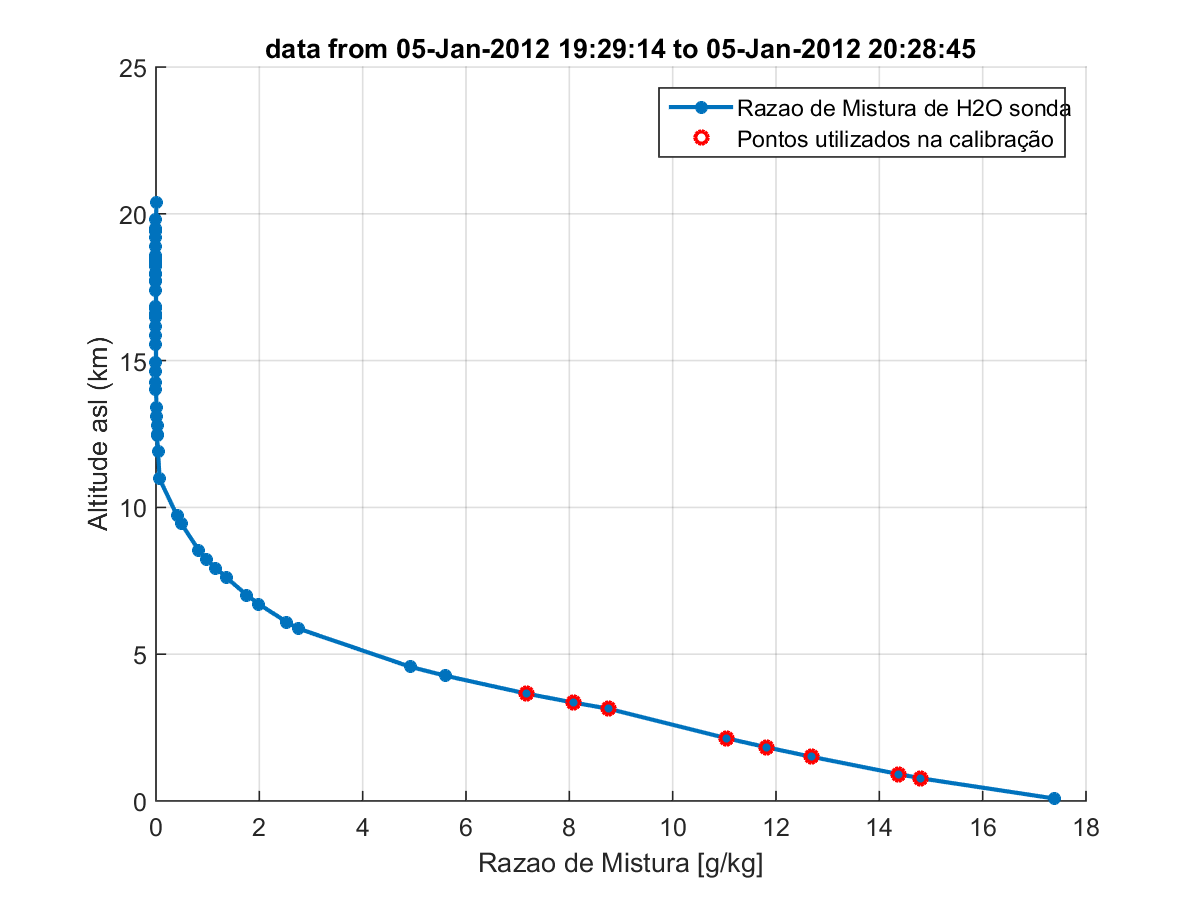 data from 05-Jan-2012 19:29:14 to 05-Jan-2012 20:28:45
25
Razao de Mistura de H2O sonda
Pontos utilizados na calibração
20
15
Altitude asl (km)
10
5
0
0 2 4 6 8 10 12 14 16 18
Razao de Mistura [g/kg]